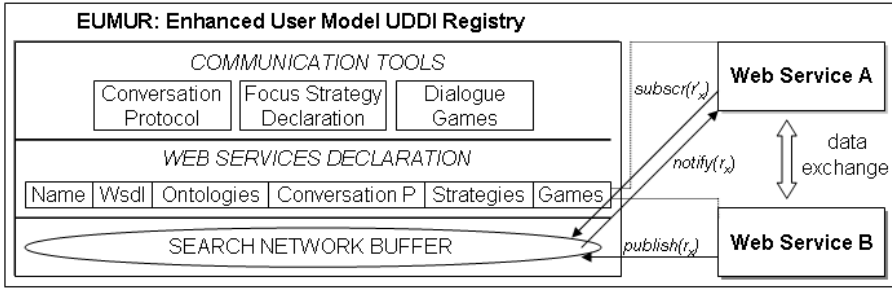 EUMUR: Enhanced User Model UDDI Registry
COMMUNICATION TOOLS
Conversation
Protocol
Focus Strategy
Declaration
Dialogue
Games
WEB SERVICES DECLARATION
Name Wsdl Ontologies Conversation P Strategies Games
SEARCH NETWORK BUFFER
subscr(r'x)
notify(rx)
publish(rx)
Web Service A
data
exchange
Web Service B